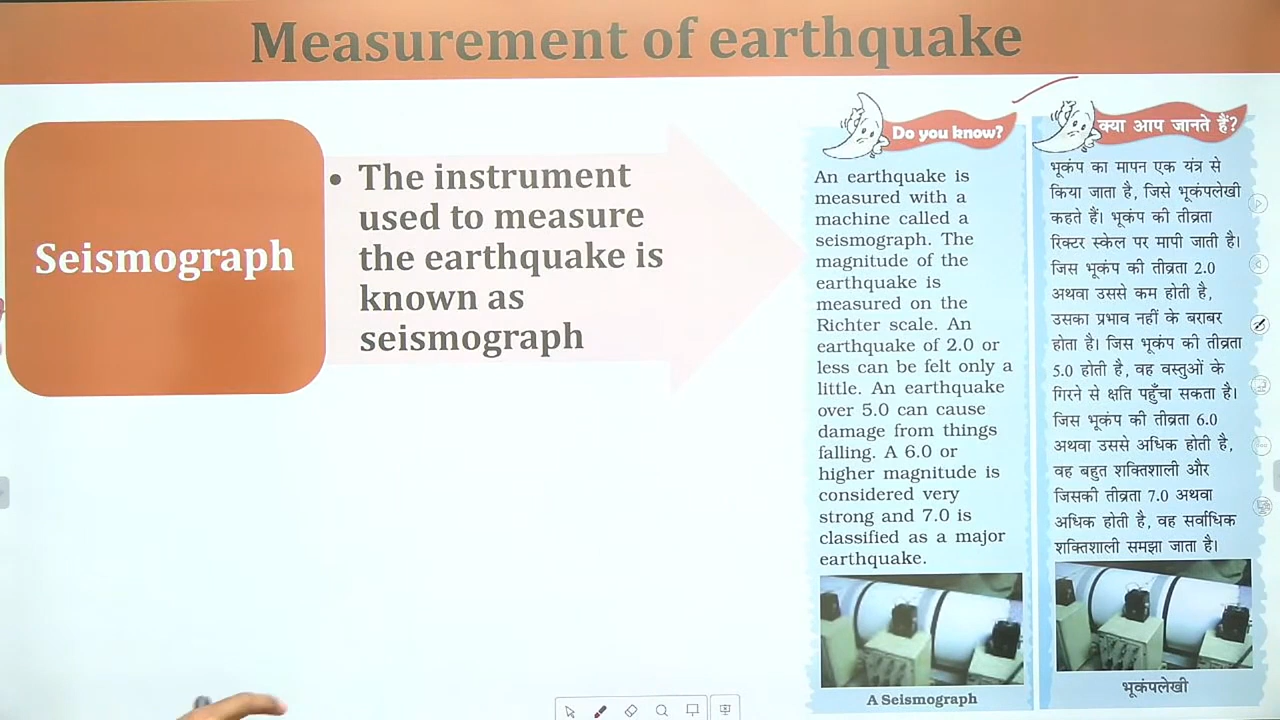 Measurement of earthquake
Seismograph
• The instrument
used to measure
the earthquake is
known as
seismograph
Do you know?
An earthquake is
measured with a
machine called a
seismograph. The
magnitude of the
earthquake is
measured on the
Richter scale. An
earthquake of 2.0 or
less can be felt only a
little. An earthquake
over 5.0 can cause
damage from things
falling. A 6.0 or
higher magnitude is
considered very
strong and 7.0 is
classified as a major
earthquake.
A Seismograph
क्या आप जानते हैं?
भूकंप का मापन एक यंत्र से
किया जाता है, जिसे भूकंपलेखी
कहते हैं। भूकंप की तीव्रता
रिक्टर स्केल पर मापी जाती है।
जिस भूकंप की तीव्रता 2.0
अथवा उससे कम होती है,
उसका प्रभाव नहीं के बराबर
होता है। जिस भूकंप की तीव्रता
5.0 होती है, वह वस्तुओं के
गिरने से क्षति पहुँचा सकता है।
जिस भूकंप की तीव्रता 6.0
अथवा उससे अधिक होती है,
वह बहुत शक्तिशाली और
जिसकी तीव्रता 7.0 अथवा
अधिक होती है, वह सर्वाधिक
शक्तिशाली समझा जाता है।
भूकंपलेखी